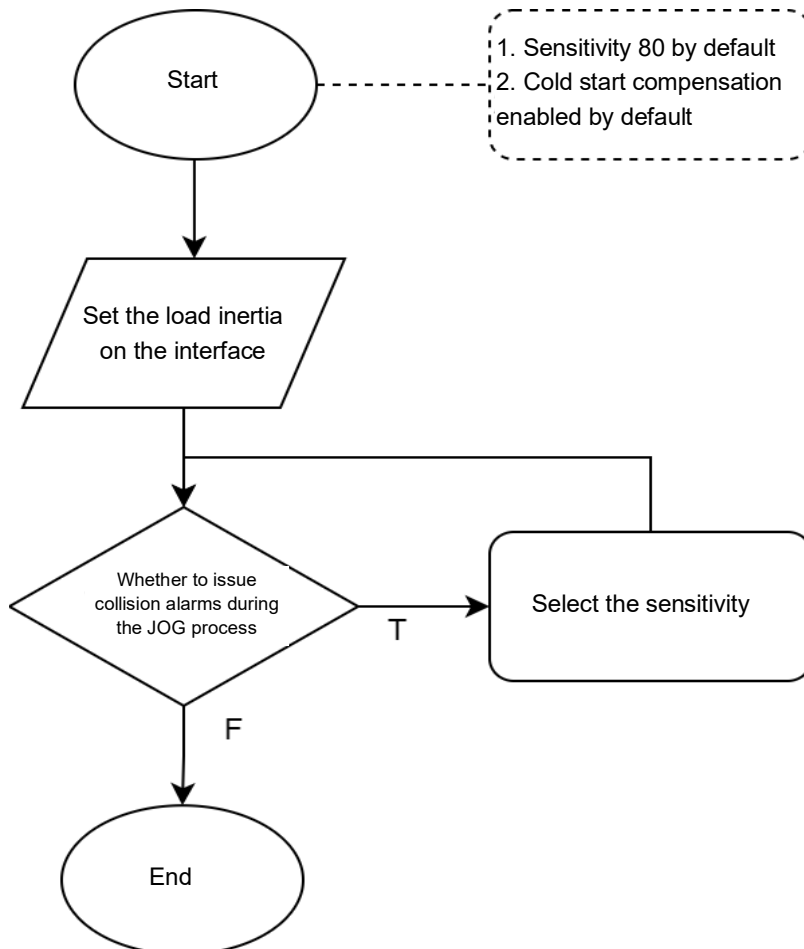 Start
1. Sensitivity 80 by default
2. Cold start compensation
enabled by default
Set the load inertia
on the interface
Whether to issue
collision alarms during
the JOG process
T
Select the sensitivity
F
End